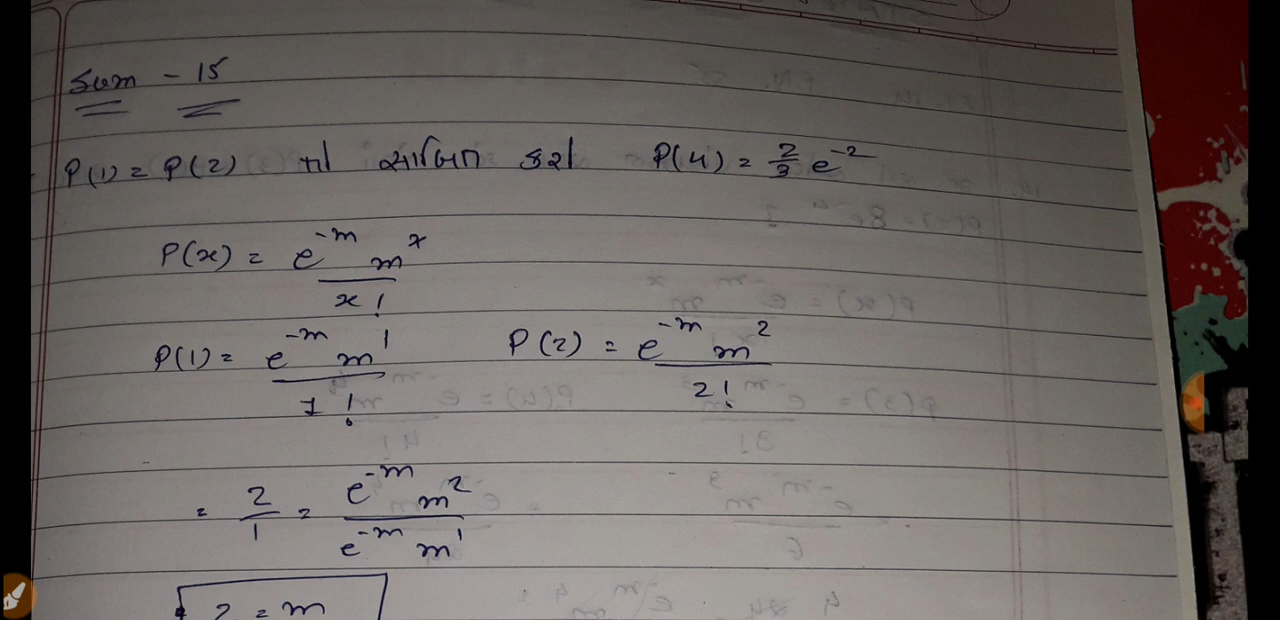 Sum - 15
P(1) = P(2) તો સાબિત કરો P(4) = 2/3 e^-2
P(x) = e^-m m^x / x!
P(1) = e^-m m^1 / 1! P(2) = e^-m m^2 / 2!
= 2/1 = e^-m m^2 / e^-m m^1
2 = m